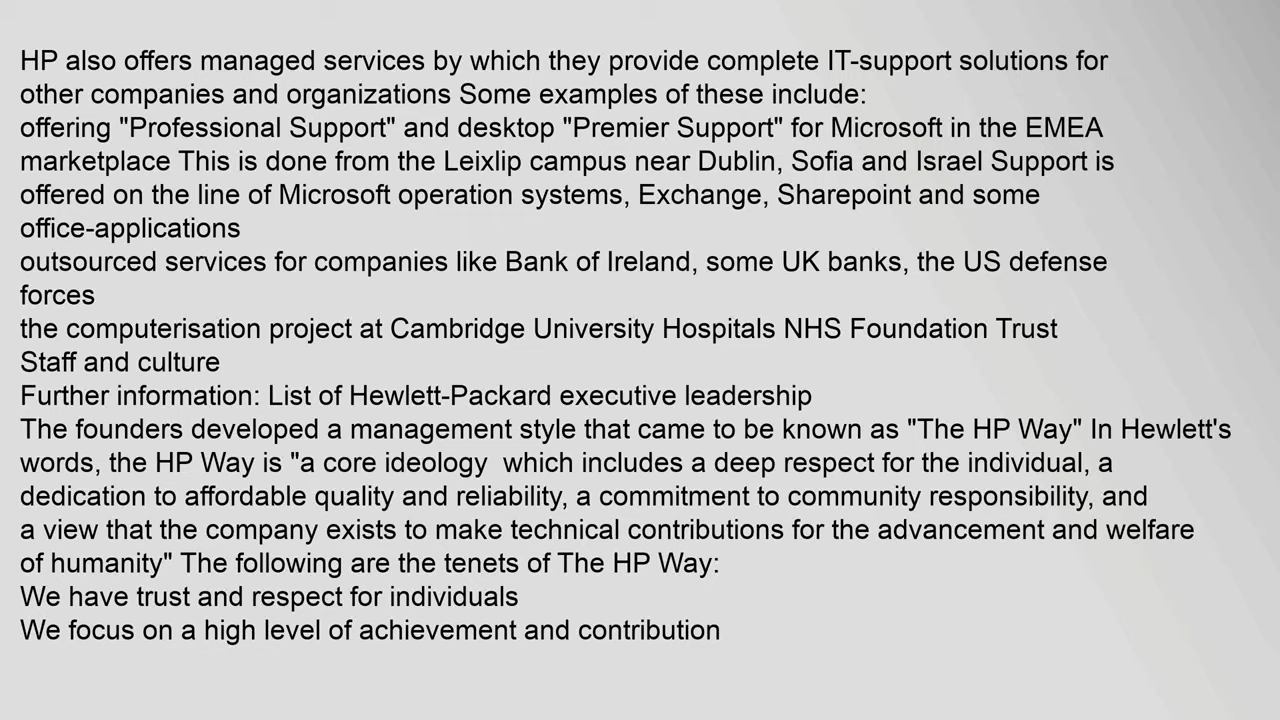 HP also offers managed services by which they provide complete IT-support solutions for
other companies and organizations Some examples of these include:
offering "Professional Support" and desktop "Premier Support" for Microsoft in the EMEA
marketplace This is done from the Leixlip campus near Dublin, Sofia and Israel Support is
offered on the line of Microsoft operation systems, Exchange, Sharepoint and some
office-applications
outsourced services for companies like Bank of Ireland, some UK banks, the US defense
forces
the computerisation project at Cambridge University Hospitals NHS Foundation Trust
Staff and culture
Further information: List of Hewlett-Packard executive leadership
The founders developed a management style that came to be known as "The HP Way" In Hewlett's
words, the HP Way is "a core ideology  which includes a deep respect for the individual, a
dedication to affordable quality and reliability, a commitment to community responsibility, and
a view that the company exists to make technical contributions for the advancement and welfare
of humanity" The following are the tenets of The HP Way:
We have trust and respect for individuals
We focus on a high level of achievement and contribution